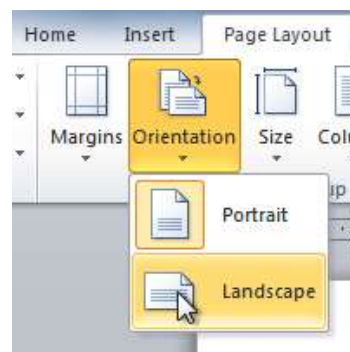 Home Insert Page Layout
Margins Orientation Size
Portrait
Landscape